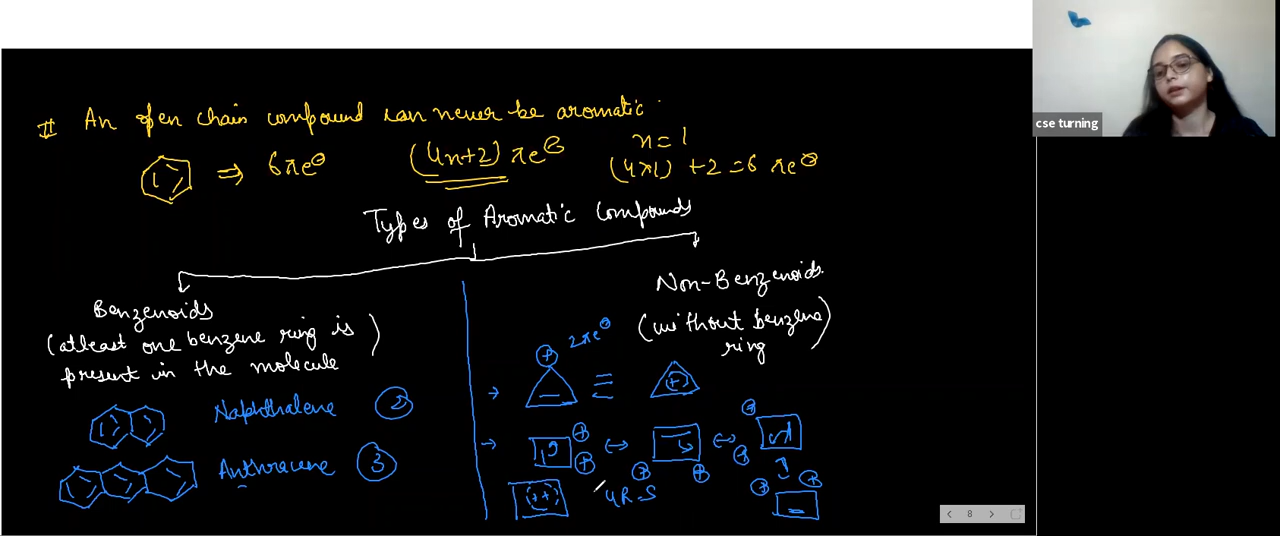 II An open chain compound can never be aromatic.
⇒ 6πe⊖ (4n+2) πe⊖ n=1
(4×1) +2 = 6 πe⊖
Types of Aromatic Compounds
Benzenoids
(atleast one benzene ring is
present in the molecule)
Naphthalene 2
Anthracene 3
Non-Benzenoids
(without benzene
ring)
⊕ 2πe⊖
→ ≡ (+)
→ ⊕ ⊕ ↔ ⊕ ⊕ ↔ ⊕ ⊕
(++) 4R.S ⊕ ⊕
cse turning
8